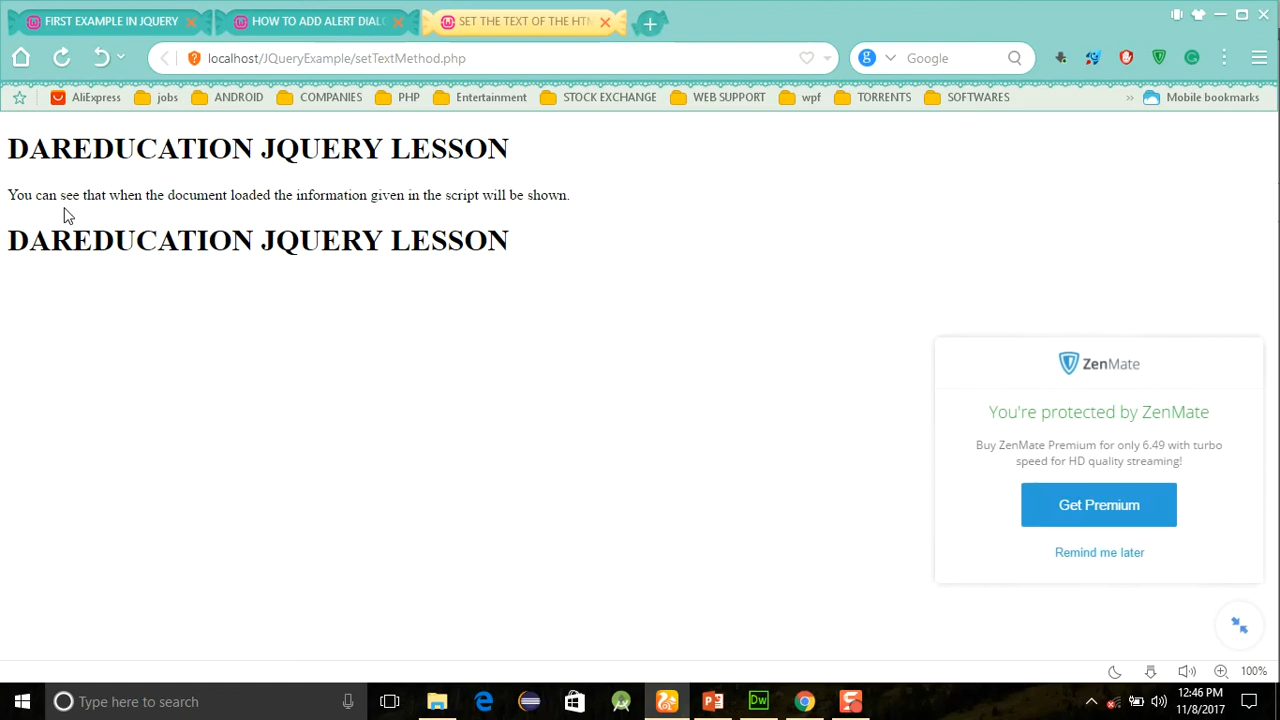 FIRST EXAMPLE IN JQUERY
HOW TO ADD ALERT DIALO
SET THE TEXT OF THE HTM
localhost/JQueryExample/setTextMethod.php
Google
AliExpress jobs ANDROID COMPANIES PHP Entertainment STOCK EXCHANGE WEB SUPPORT wpf TORRENTS SOFTWARES » Mobile bookmarks
DAREDUCATION JQUERY LESSON
You can see that when the document loaded the information given in the script will be shown.
DAREDUCATION JQUERY LESSON
ZenMate
You're protected by ZenMate
Buy ZenMate Premium for only 6.49 with turbo
speed for HD quality streaming!
Get Premium
Remind me later
100%
Type here to search
Dw
12:46 PM
11/8/2017